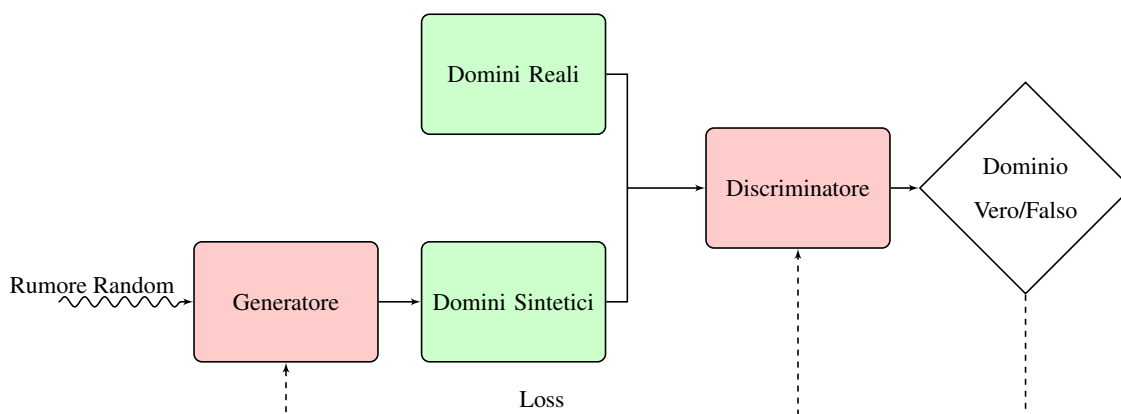 Domini Reali
Discriminatore
Dominio
Vero/Falso
Rumore Random
Generatore
Domini Sintetici
Loss